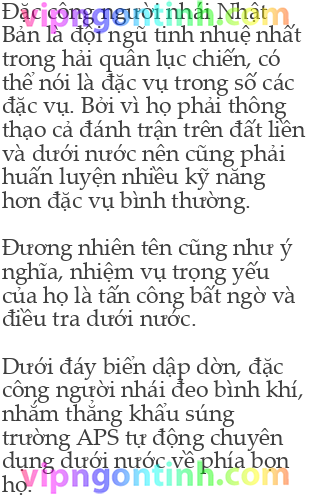 Đặc công người nhái Nhật
vipngontinh.com
Bản là đội ngũ tinh nhuệ nhất
trong hải quân lục chiến, có
thể nói là đặc vụ trong số các
đặc vụ. Bởi vì họ phải thông
thạo cả đánh trận trên đất liền
và dưới nước nên cũng phải
huấn luyện nhiều kỹ năng
hơn đặc vụ bình thường.
Đương nhiên tên cũng như ý
nghĩa, nhiệm vụ trọng yếu
của họ là tấn công bất ngờ và
điều tra dưới nước.
Dưới đáy biển dập dờn, đặc
công người nhái đeo bình khí,
nhắm thẳng khẩu súng
trường APS tự động chuyên
dụng dưới nước về phía bọn
vipngontinh.com
họ.